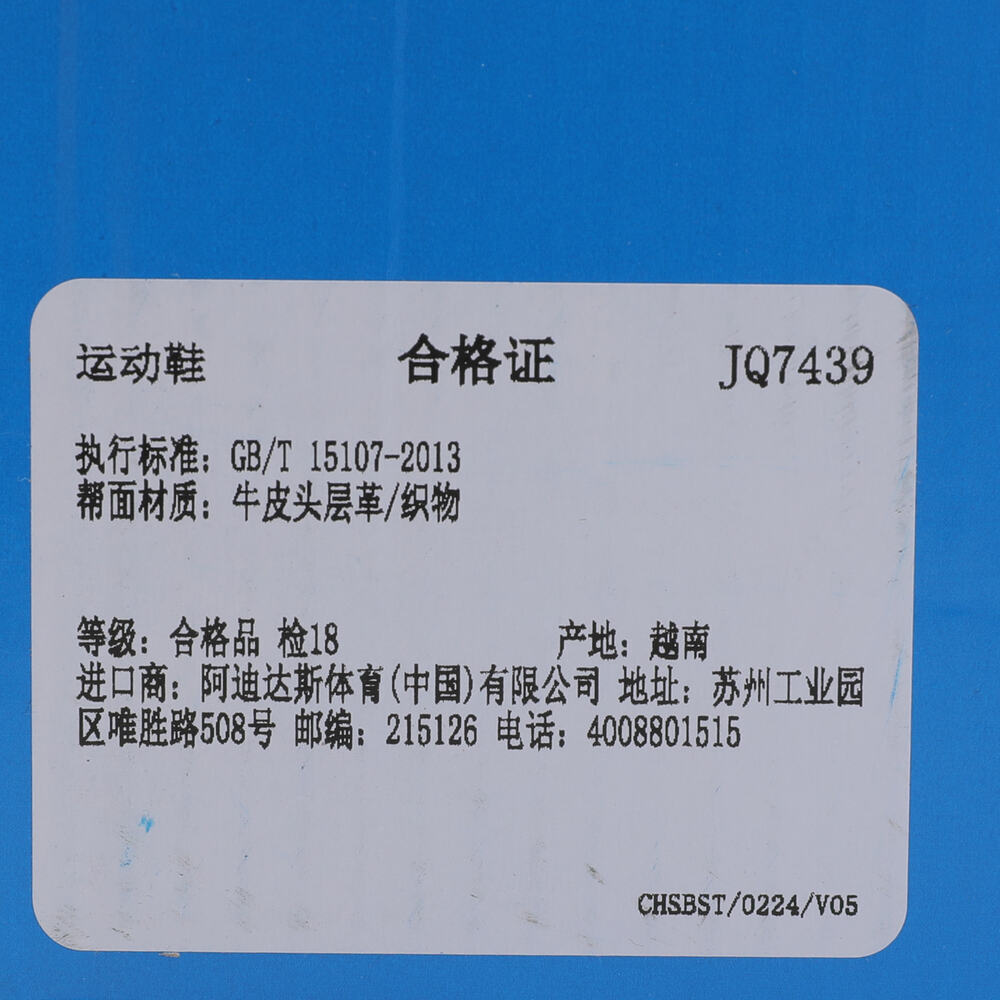 运动鞋 合格证 JQ7439
执行标准：GB/T 15107-2013
帮面材质：牛皮头层革/织物
等级：合格品 检18 产地：越南
进口商：阿迪达斯体育(中国)有限公司 地址：苏州工业园
区唯胜路508号 邮编：215126 电话：4008801515
CHSBST/0224/V05